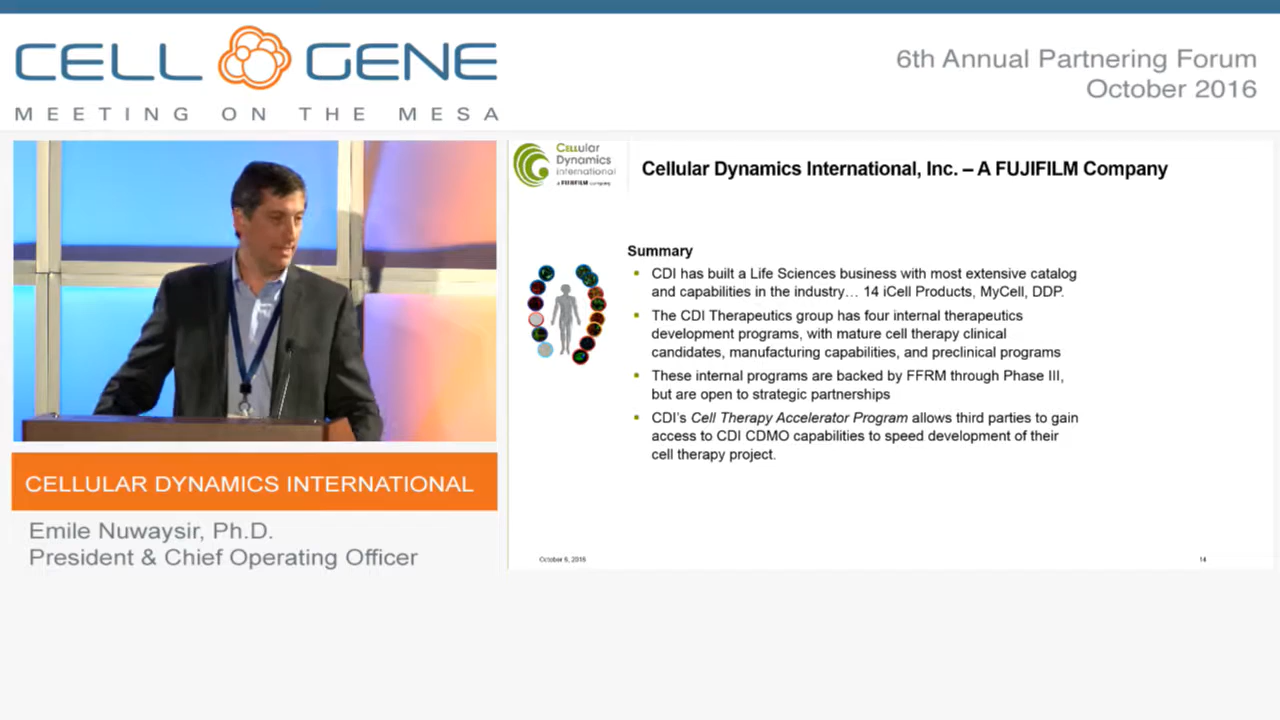 CELL GENE
MEETING ON THE MESA
6th Annual Partnering Forum
October 2016
Cellular
Dynamics
international
a FUJIFILM company
Cellular Dynamics International, Inc. – A FUJIFILM Company
Summary
• CDI has built a Life Sciences business with most extensive catalog
and capabilities in the industry… 14 iCell Products, MyCell, DDP.
• The CDI Therapeutics group has four internal therapeutics
development programs, with mature cell therapy clinical
candidates, manufacturing capabilities, and preclinical programs
• These internal programs are backed by FFRM through Phase III,
but are open to strategic partnerships
• CDI's Cell Therapy Accelerator Program allows third parties to gain
access to CDI CDMO capabilities to speed development of their
cell therapy project.
October 6, 2016
14
CELLULAR DYNAMICS INTERNATIONAL
Emile Nuwaysir, Ph.D.
President & Chief Operating Officer